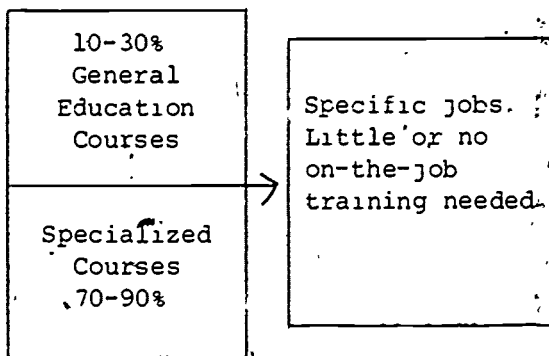 10-30%
General
Education
Courses
Specialized
Courses
70-90%
Specific jobs.
Little or no
on-the-job
training needed